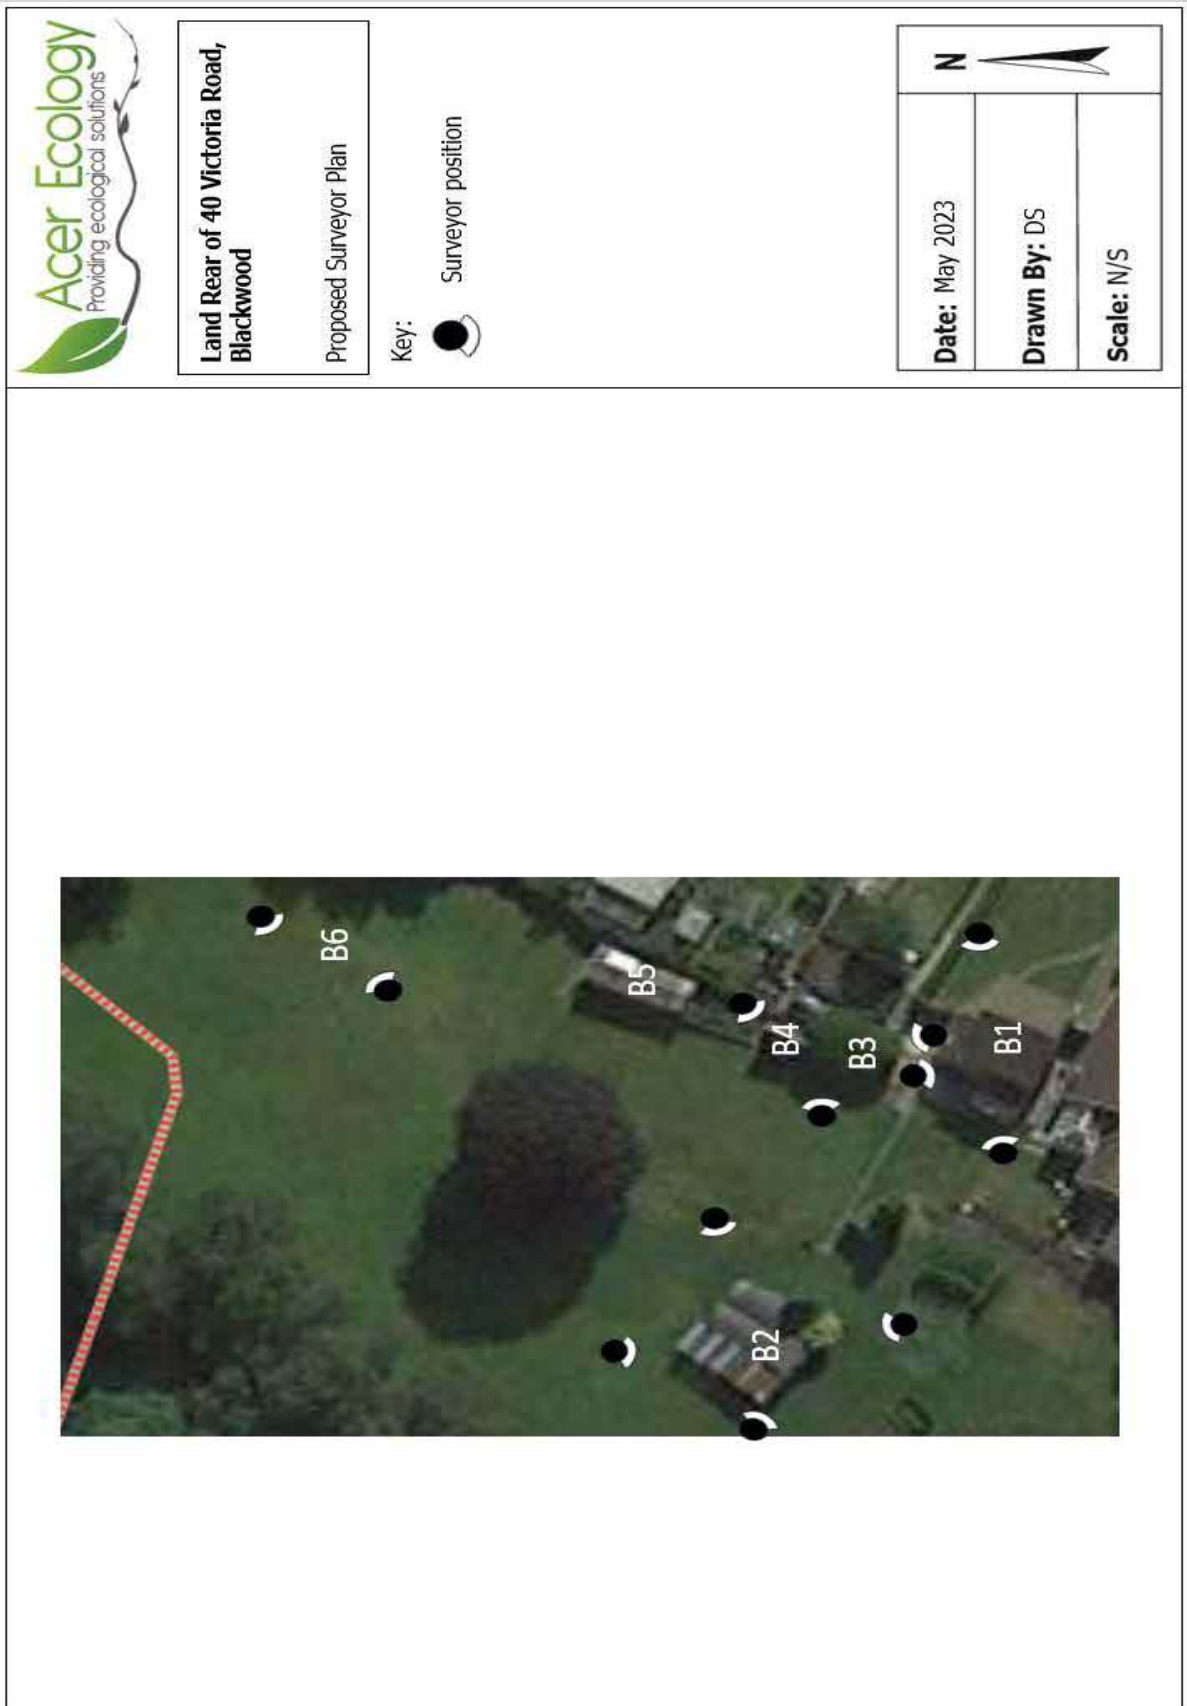 Acer Ecology
Providing ecological solutions
Land Rear of 40 Victoria Road,
Blackwood
Proposed Surveyor Plan
Key:
Surveyor position
Date: May 2023
N
Drawn By: DS
Scale: N/S
B6
B5
B4
B3
B1
B2